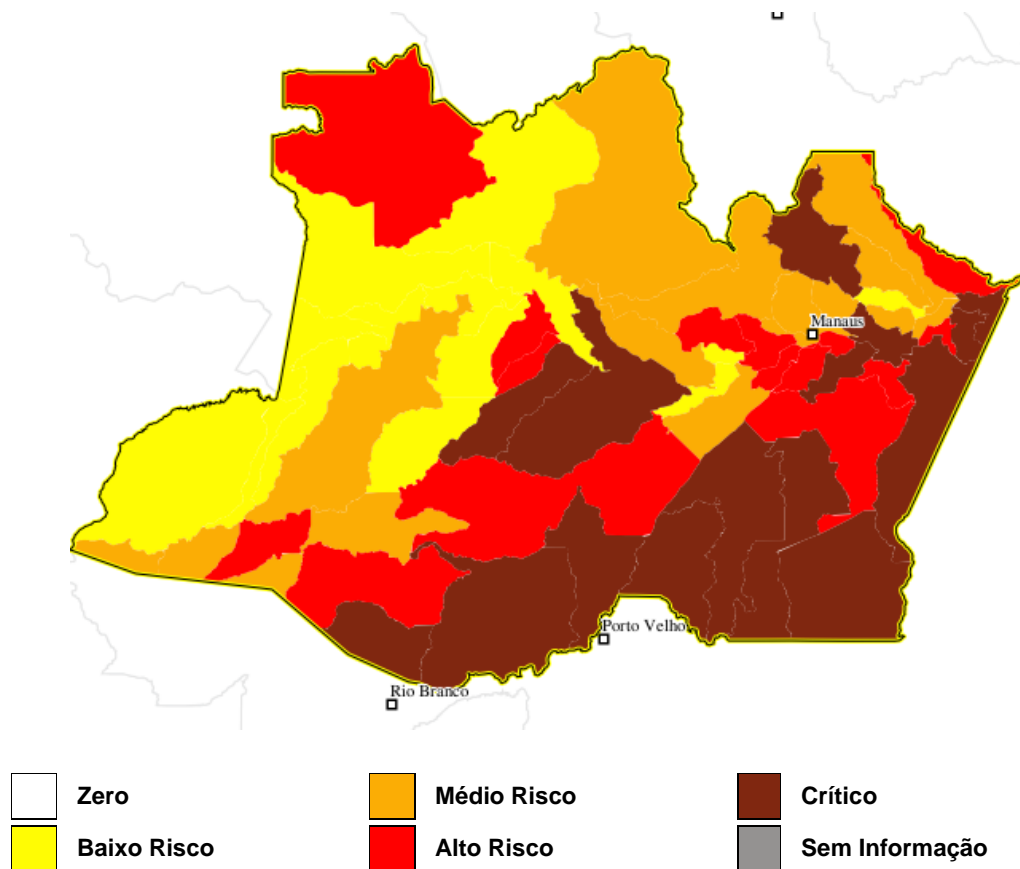 Manaus
Porto Velho
Rio Branco
Zero
Médio Risco
Crítico
Baixo Risco
Alto Risco
Sem Informação